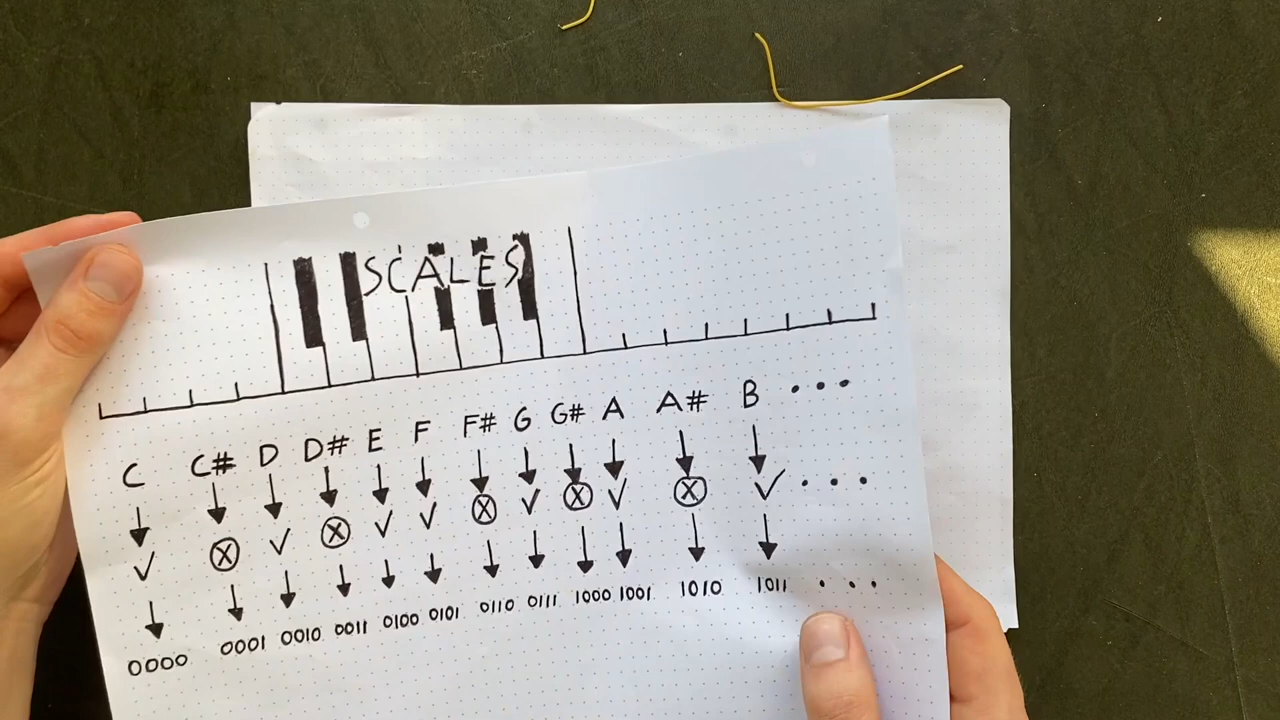 SCALES
C C# D D# E F F# G G# A A# B ...
✓ ⓧ ✓ ⓧ ✓ ✓ ⓧ ✓ ⓧ ✓ ⓧ ✓ ...
0000 0001 0010 0011 0100 0101 0110 0111 1000 1001 1010 1011 ...